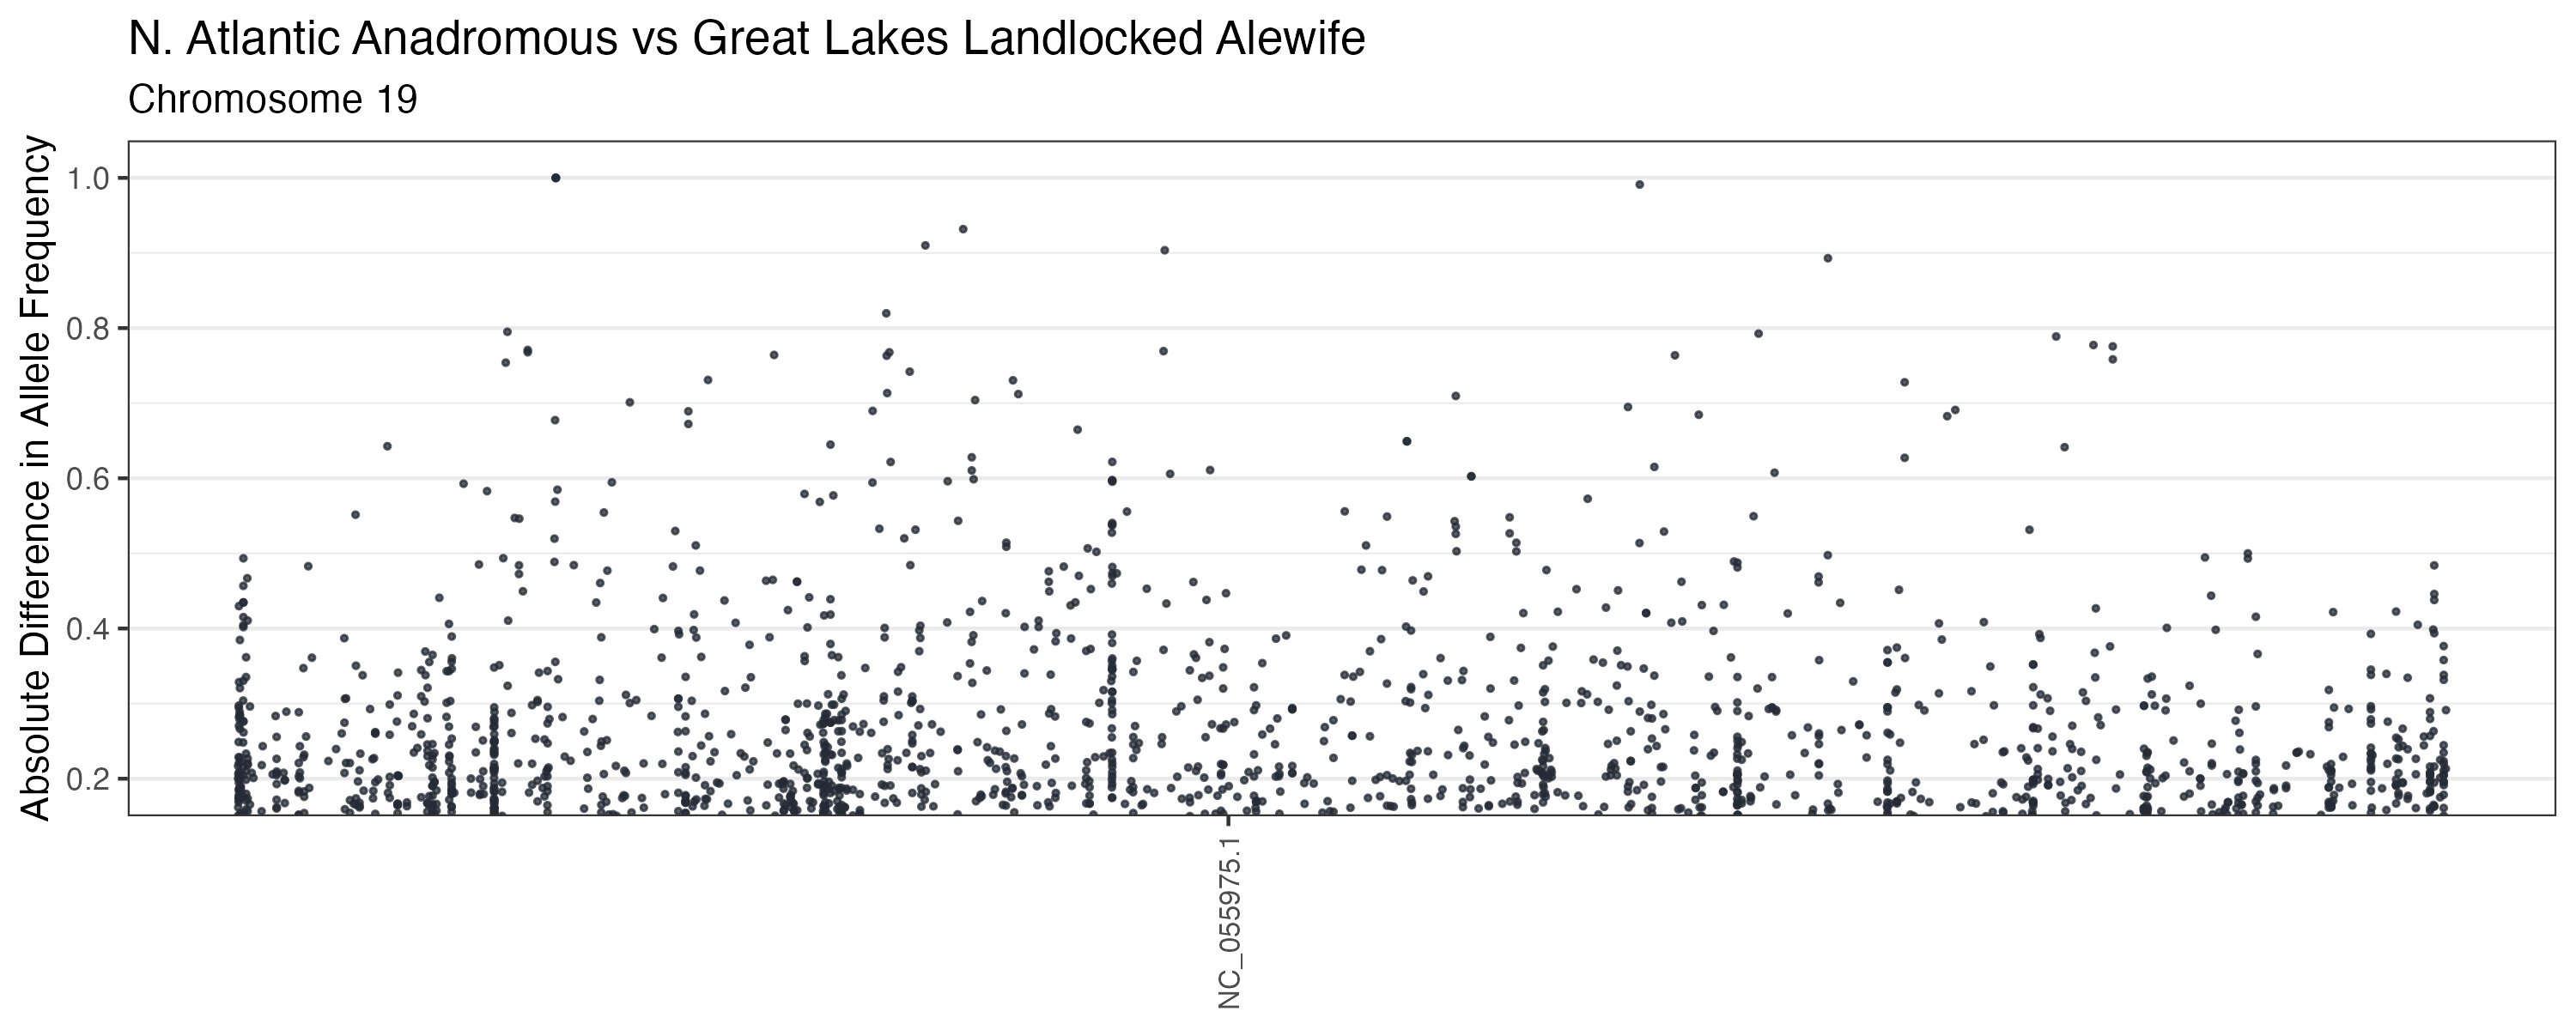 N. Atlantic Anadromous vs Great Lakes Landlocked Alewife
Chromosome 19
Absolute Difference in Allele Frequency
1.0
0.8
0.6
0.4
0.2
NC_055975.1